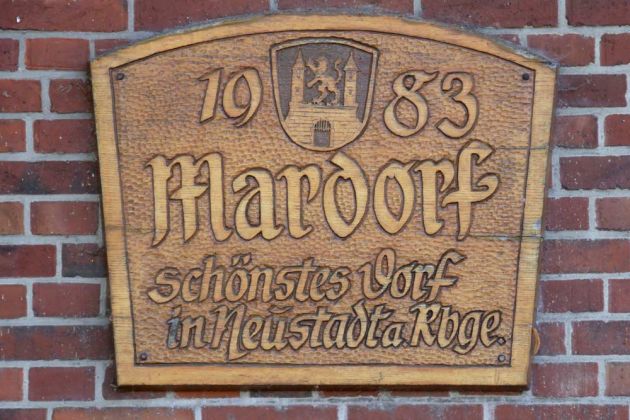 1983
Mardorf
schönstes Dorf
in Neustadt a. Rbge.